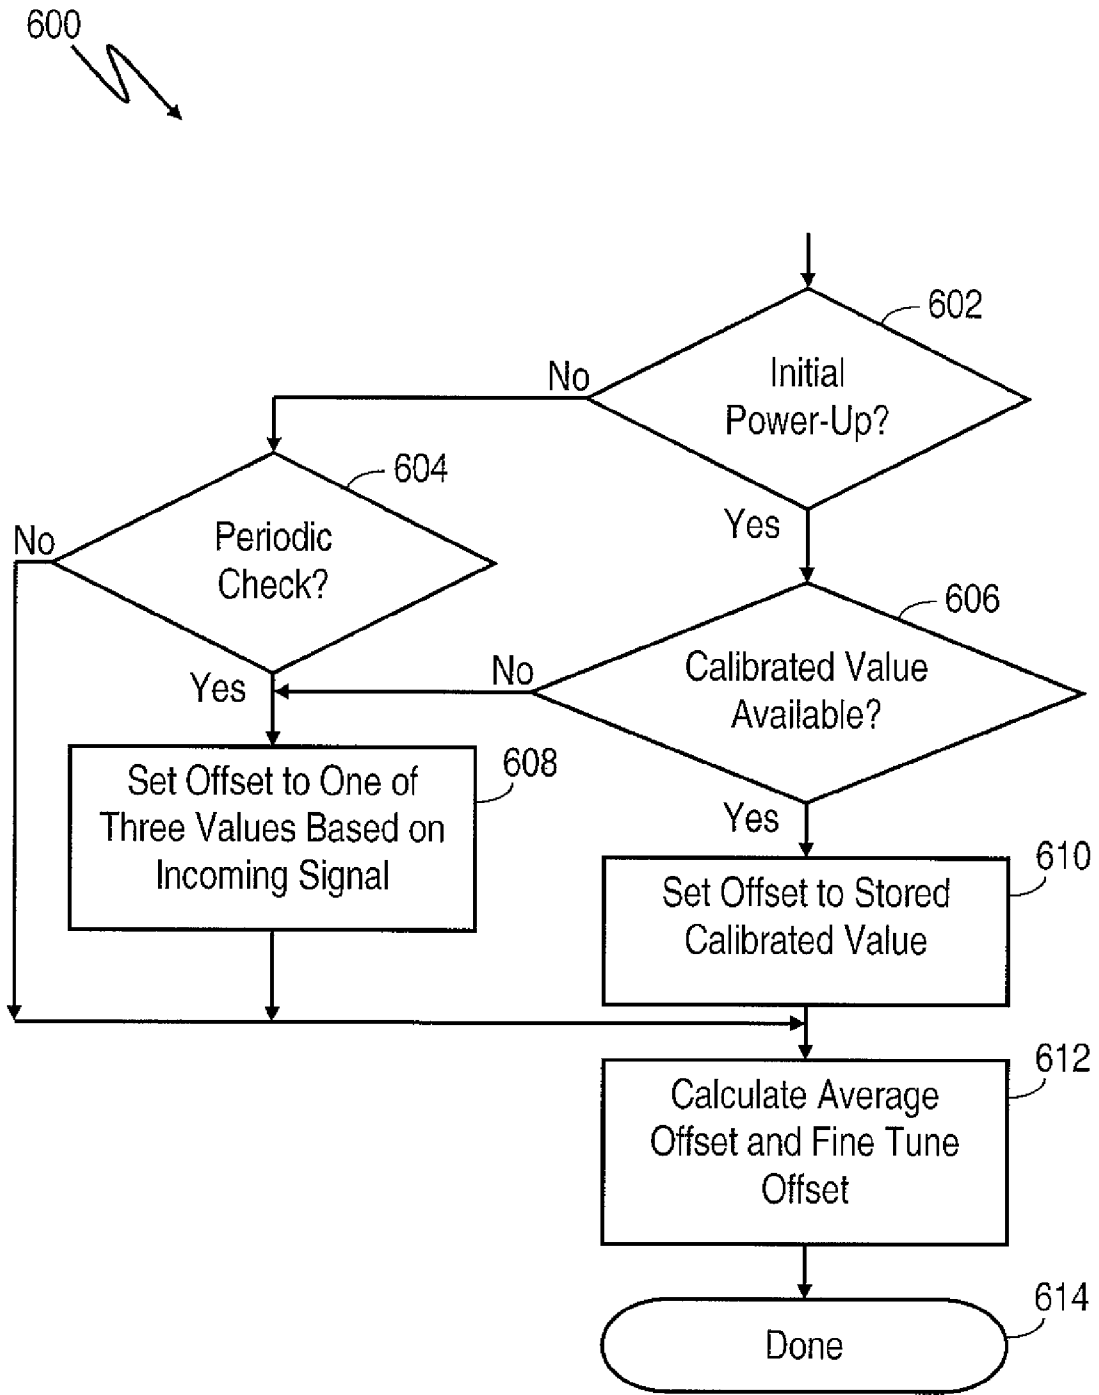 600
602
Initial
Power-Up?
No
Yes
604
Periodic
Check?
No
Yes
606
Calibrated Value
Available?
No
Yes
608
Set Offset to One of
Three Values Based on
Incoming Signal
610
Set Offset to Stored
Calibrated Value
612
Calculate Average
Offset and Fine Tune
Offset
614
Done